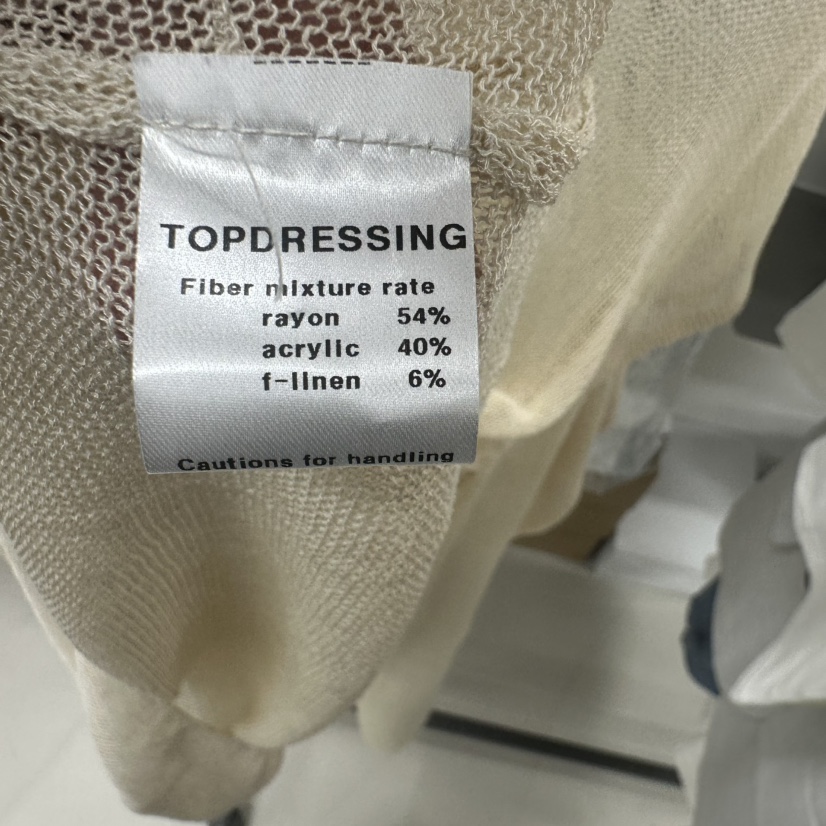 TOPDRESSING
Fiber mixture rate
rayon 54%
acrylic 40%
f-linen 6%
Cautions for handling